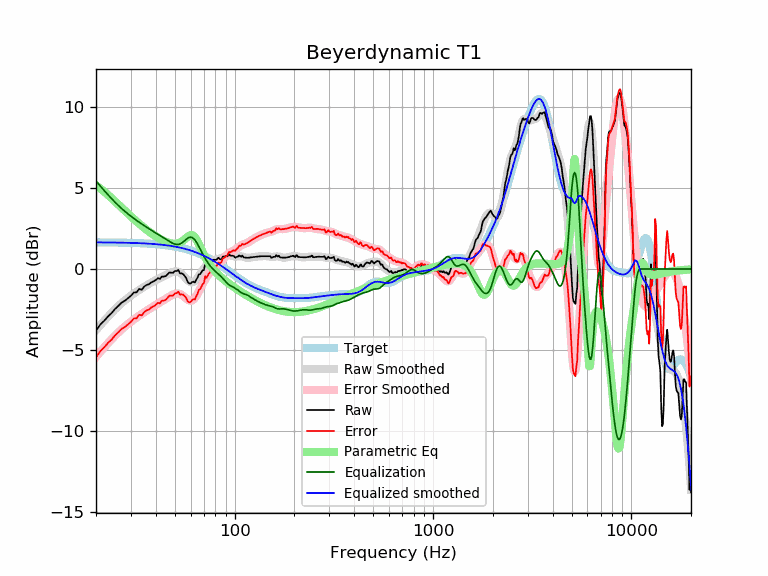 Beyerdynamic T1
Amplitude (dBr)
10
5
0
−5
−10
−15
Target
Raw Smoothed
Error Smoothed
Raw
Error
Parametric Eq
Equalization
Equalized smoothed
100
1000
10000
Frequency (Hz)